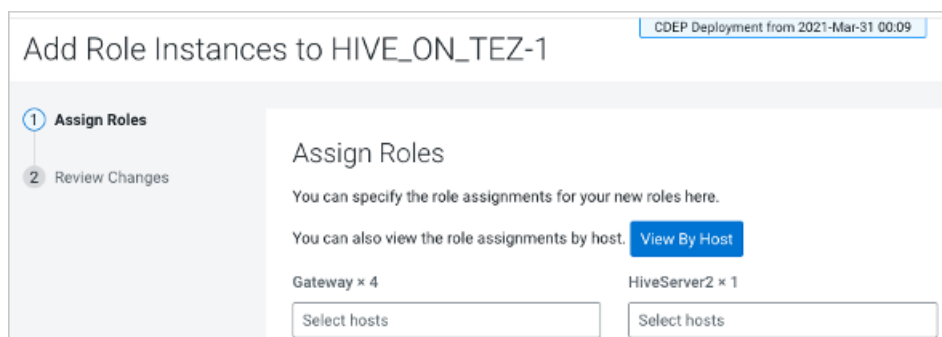 CDEP Deployment from 2021-Mar-31 00:09
Add Role Instances to HIVE_ON_TEZ-1
1 Assign Roles
2 Review Changes
Assign Roles
You can specify the role assignments for your new roles here.
You can also view the role assignments by host. View By Host
Gateway × 4 HiveServer2 × 1
Select hosts Select hosts